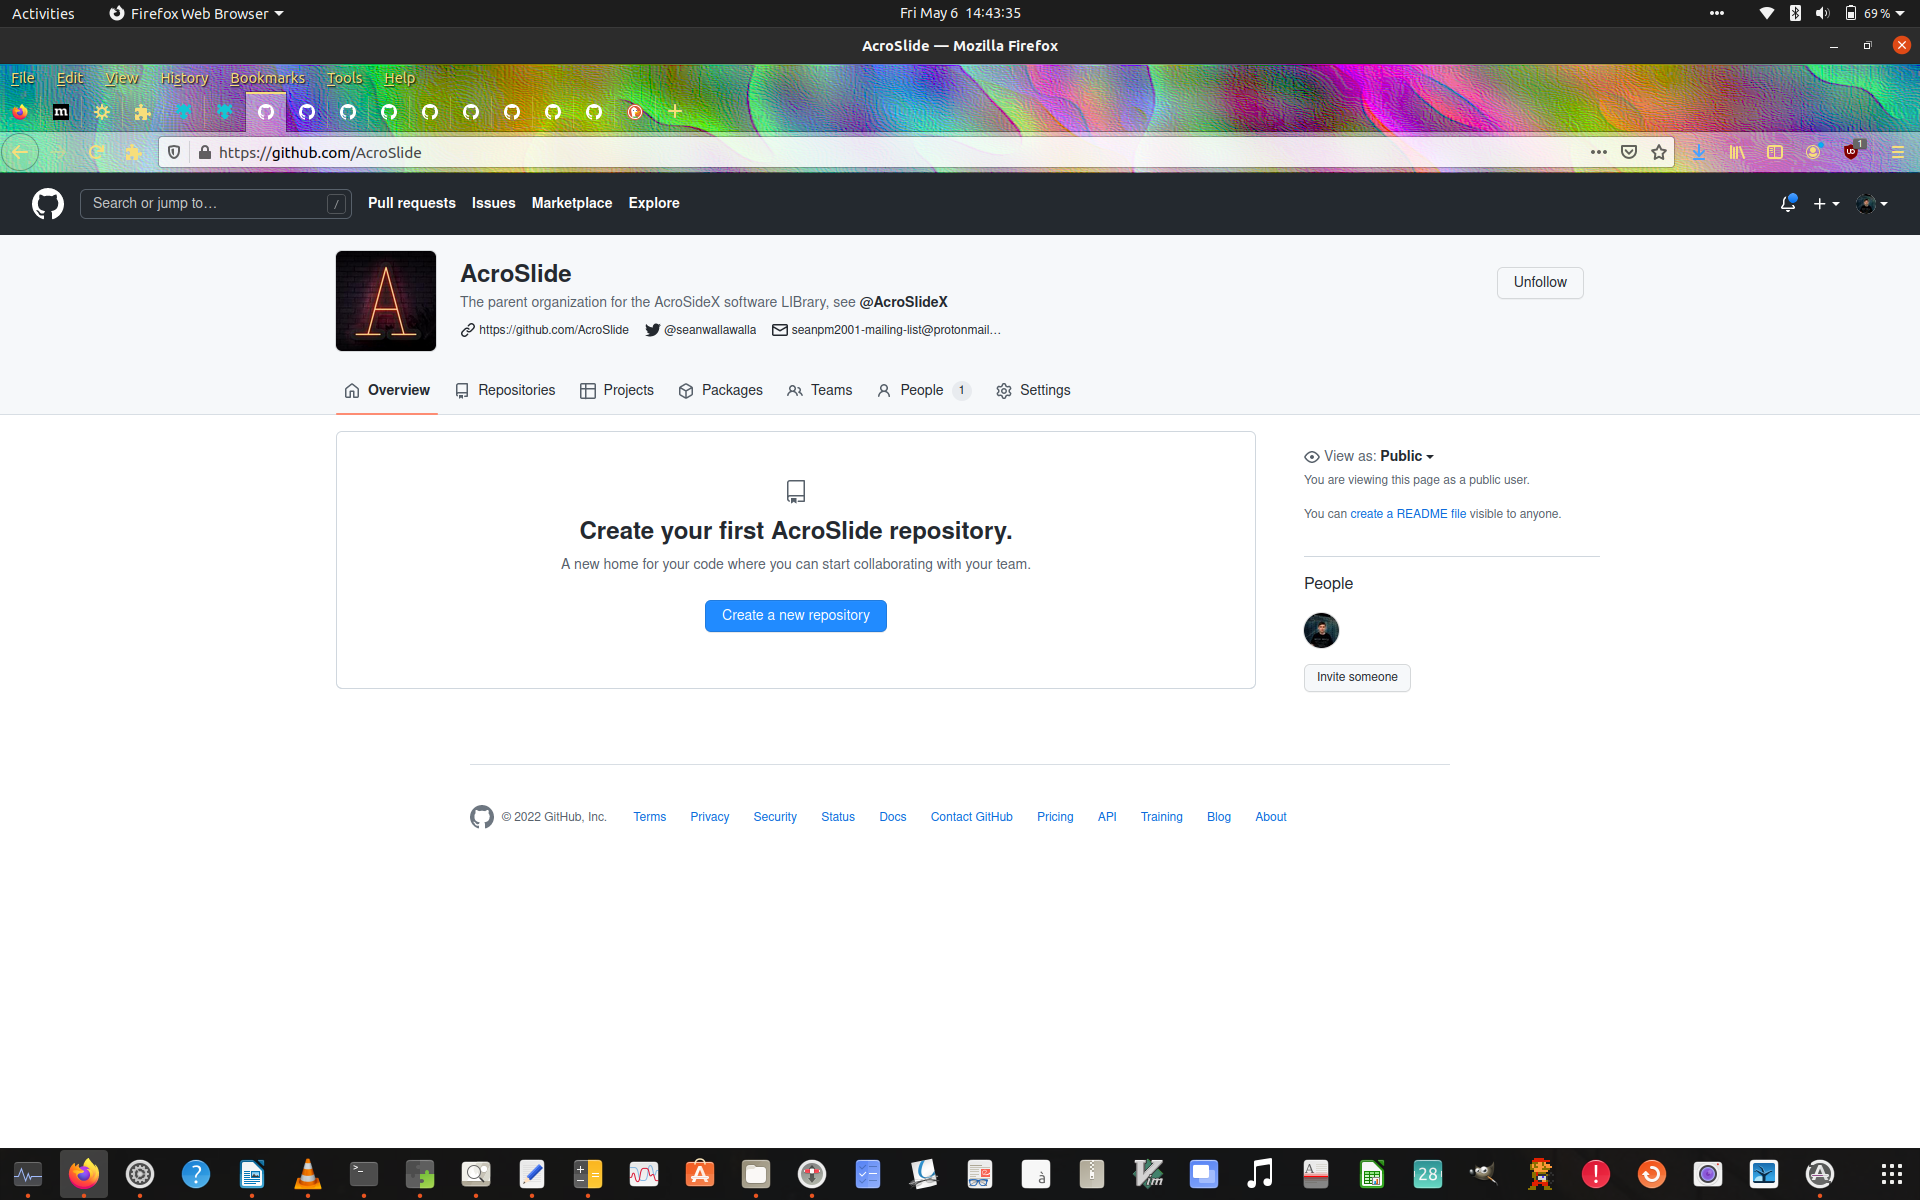 Activities Firefox Web Browser Fri May 6 14:43:35 69 %
AcroSlide — Mozilla Firefox
File Edit View History Bookmarks Tools Help
m
https://github.com/AcroSlide 1
Search or jump to… / Pull requests Issues Marketplace Explore
A
AcroSlide
Unfollow
The parent organization for the AcroSideX software LIBrary, see @AcroSlideX
https://github.com/AcroSlide @seanwallawalla seanpm2001-mailing-list@protonmail…
Overview Repositories Projects Packages Teams People 1 Settings
View as: Public
You are viewing this page as a public user.
You can create a README file visible to anyone.
Create your first AcroSlide repository.
A new home for your code where you can start collaborating with your team.
Create a new repository
People
Invite someone
© 2022 GitHub, Inc. Terms Privacy Security Status Docs Contact GitHub Pricing API Training Blog About
28